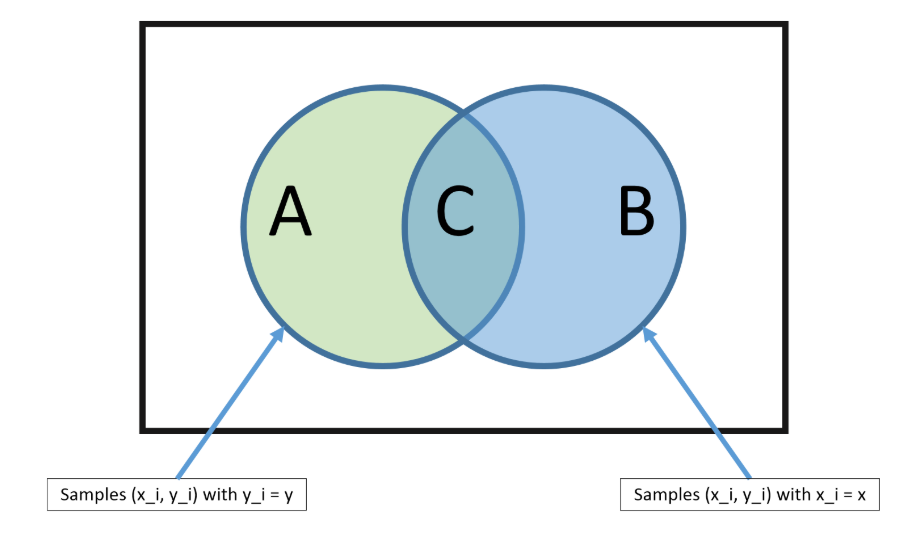 A
C
B
Samples (x_i, y_i) with y_i = y
Samples (x_i, y_i) with x_i = x